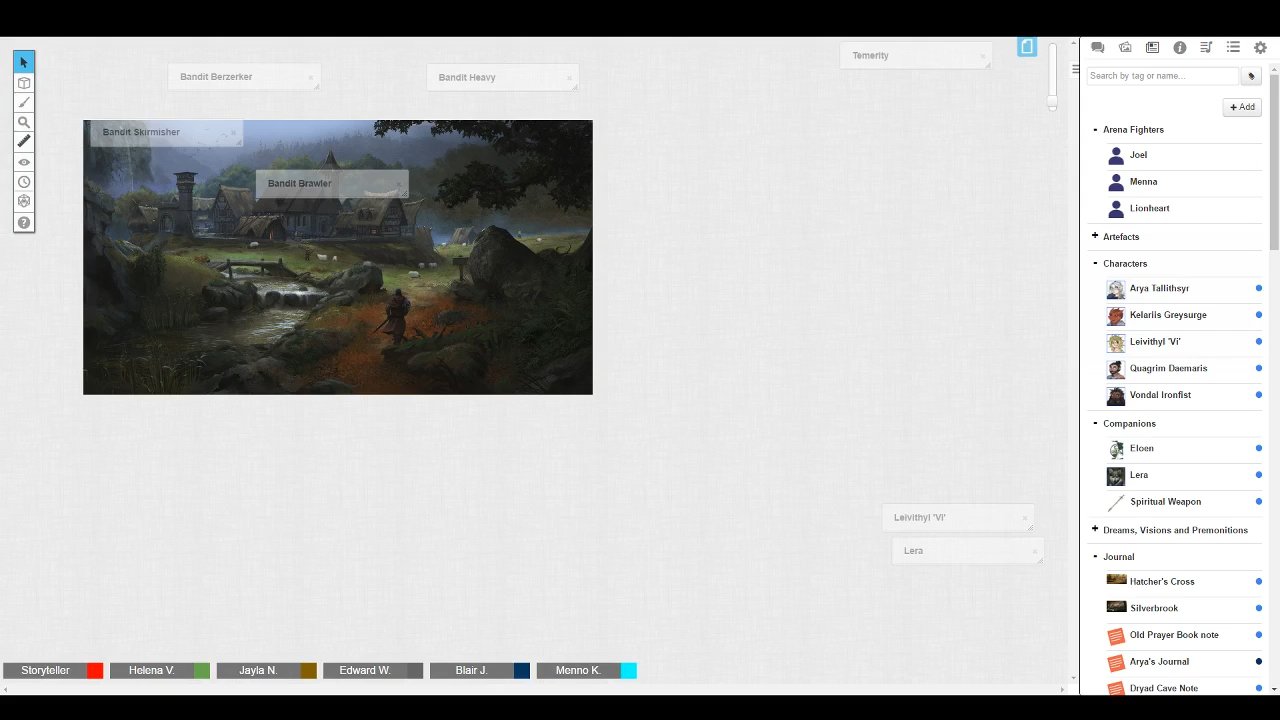 Temerity
Bandit Berzerker
Bandit Heavy
Bandit Skirmisher
Bandit Brawler
Leivithyl 'Vi'
Lera
Storyteller
Helena V.
Jayla N.
Edward W.
Blair J.
Menno K.
Search by tag or name...
+ Add
Arena Fighters
Joel
Menna
Lionheart
Artefacts
Characters
Arya Tallithsyr
Kelarlis Greysurge
Leivithyl 'Vi'
Quagrim Daemaris
Vondal Ironfist
Companions
Eloen
Lera
Spiritual Weapon
Dreams, Visions and Premonitions
Journal
Hatcher's Cross
Silverbrook
Old Prayer Book note
Arya's Journal
Dryad Cave Note